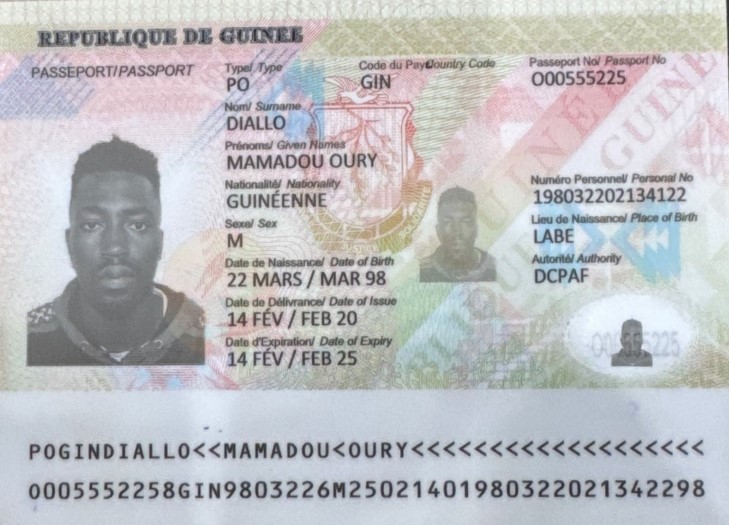 REPUBLIQUE DE GUINEE
PASSEPORT/PASSPORT
Type/ Type
PO
Code du Pays/Country Code
GIN
Passeport No/ Passport No
O00555225
Nom/ Surname
DIALLO
Prénoms/ Given Names
MAMADOU OURY
Nationalité/ Nationality
GUINÉENNE
Sexe/ Sex
M
Date de Naissance/ Date of Birth
22 MARS / MAR 98
Date de Délivrance/ Date of Issue
14 FÉV / FEB 20
Date d'Expiration/ Date of Expiry
14 FÉV / FEB 25
Numéro Personnel/ Personal No
198032202134122
Lieu de Naissance/ Place of Birth
LABE
Autorité/ Authority
DCPAF
POGINDIALLO<<MAMADOU<OURY<<<<<<<<<<<<<<<<<<<
O005552258GIN9803226M2502140198032202134​2298